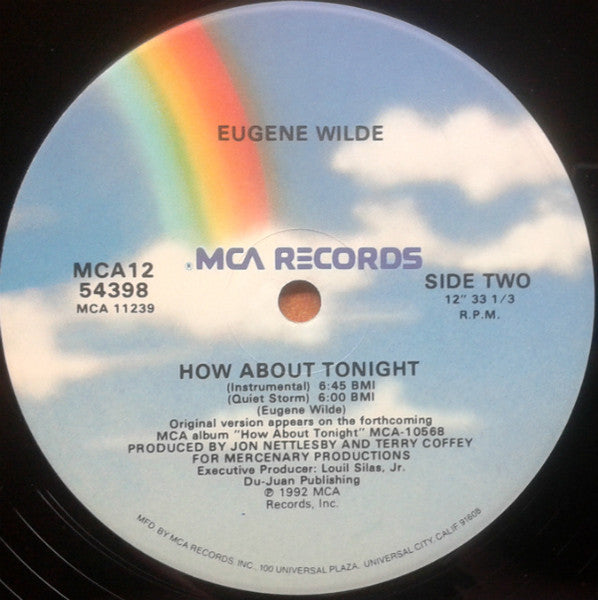 EUGENE WILDE
MCA RECORDS
MCA12
54398
MCA 11239
SIDE TWO
12" 33 1/3
R.P.M.
HOW ABOUT TONIGHT
(Instrumental) 6:45 BMI
(Quiet Storm) 6:00 BMI
(Eugene Wilde)
Original version appears on the forthcoming
MCA album "How About Tonight" MCA-10568
PRODUCED BY JON NETTLESBY AND TERRY COFFEY
FOR MERCENARY PRODUCTIONS
Executive Producer: Louil Silas, Jr.
Du-Juan Publishing
℗ 1992 MCA
Records, Inc.
MFD BY MCA RECORDS INC., 100 UNIVERSAL PLAZA, UNIVERSAL CITY, CALIF 91608